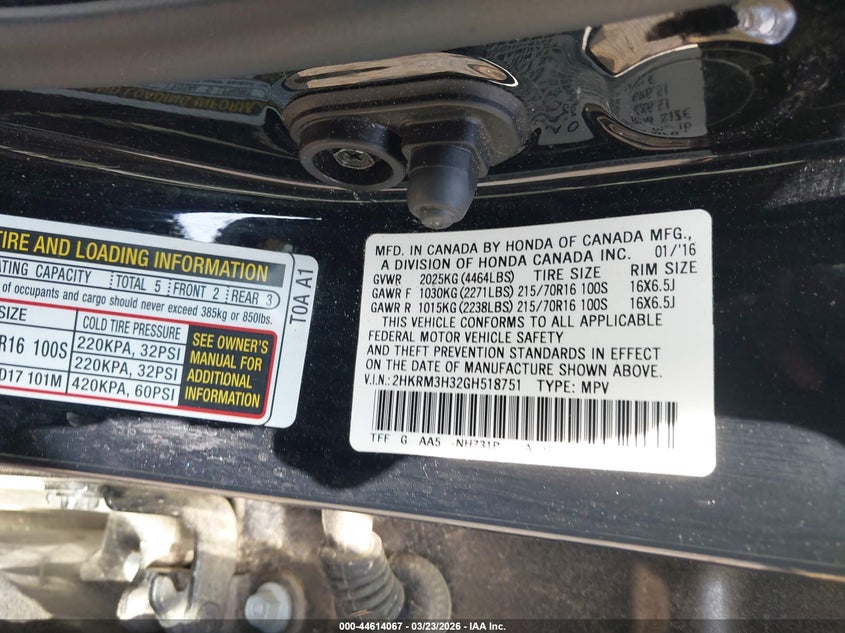 TIRE AND LOADING INFORMATION
ATING CAPACITY TOTAL 5 FRONT 2 REAR 3
of occupants and cargo should never exceed 385kg or 850lbs.
SIZE COLD TIRE PRESSURE
R16 100S 220KPA, 32PSI
220KPA, 32PSI
D17 101M 420KPA, 60PSI
SEE OWNER'S
MANUAL FOR
ADDITIONAL
INFORMATION
T0A A1
MFD. IN CANADA BY HONDA OF CANADA MFG.,
A DIVISION OF HONDA CANADA INC. 01/'16
GVWR 2025KG (4464LBS) TIRE SIZE RIM SIZE
GAWR F 1030KG (2271LBS) 215/70R16 100S 16X6.5J
GAWR R 1015KG (2238LBS) 215/70R16 100S 16X6.5J
THIS VEHICLE CONFORMS TO ALL APPLICABLE
FEDERAL MOTOR VEHICLE SAFETY
AND THEFT PREVENTION STANDARDS IN EFFECT
ON THE DATE OF MANUFACTURE SHOWN ABOVE.
V.I.N.: 2HKRM3H32GH518751 TYPE: MPV
TFF G AA5 -NH731P A
000-44614067 | 03/23/2026 | IAA Inc.